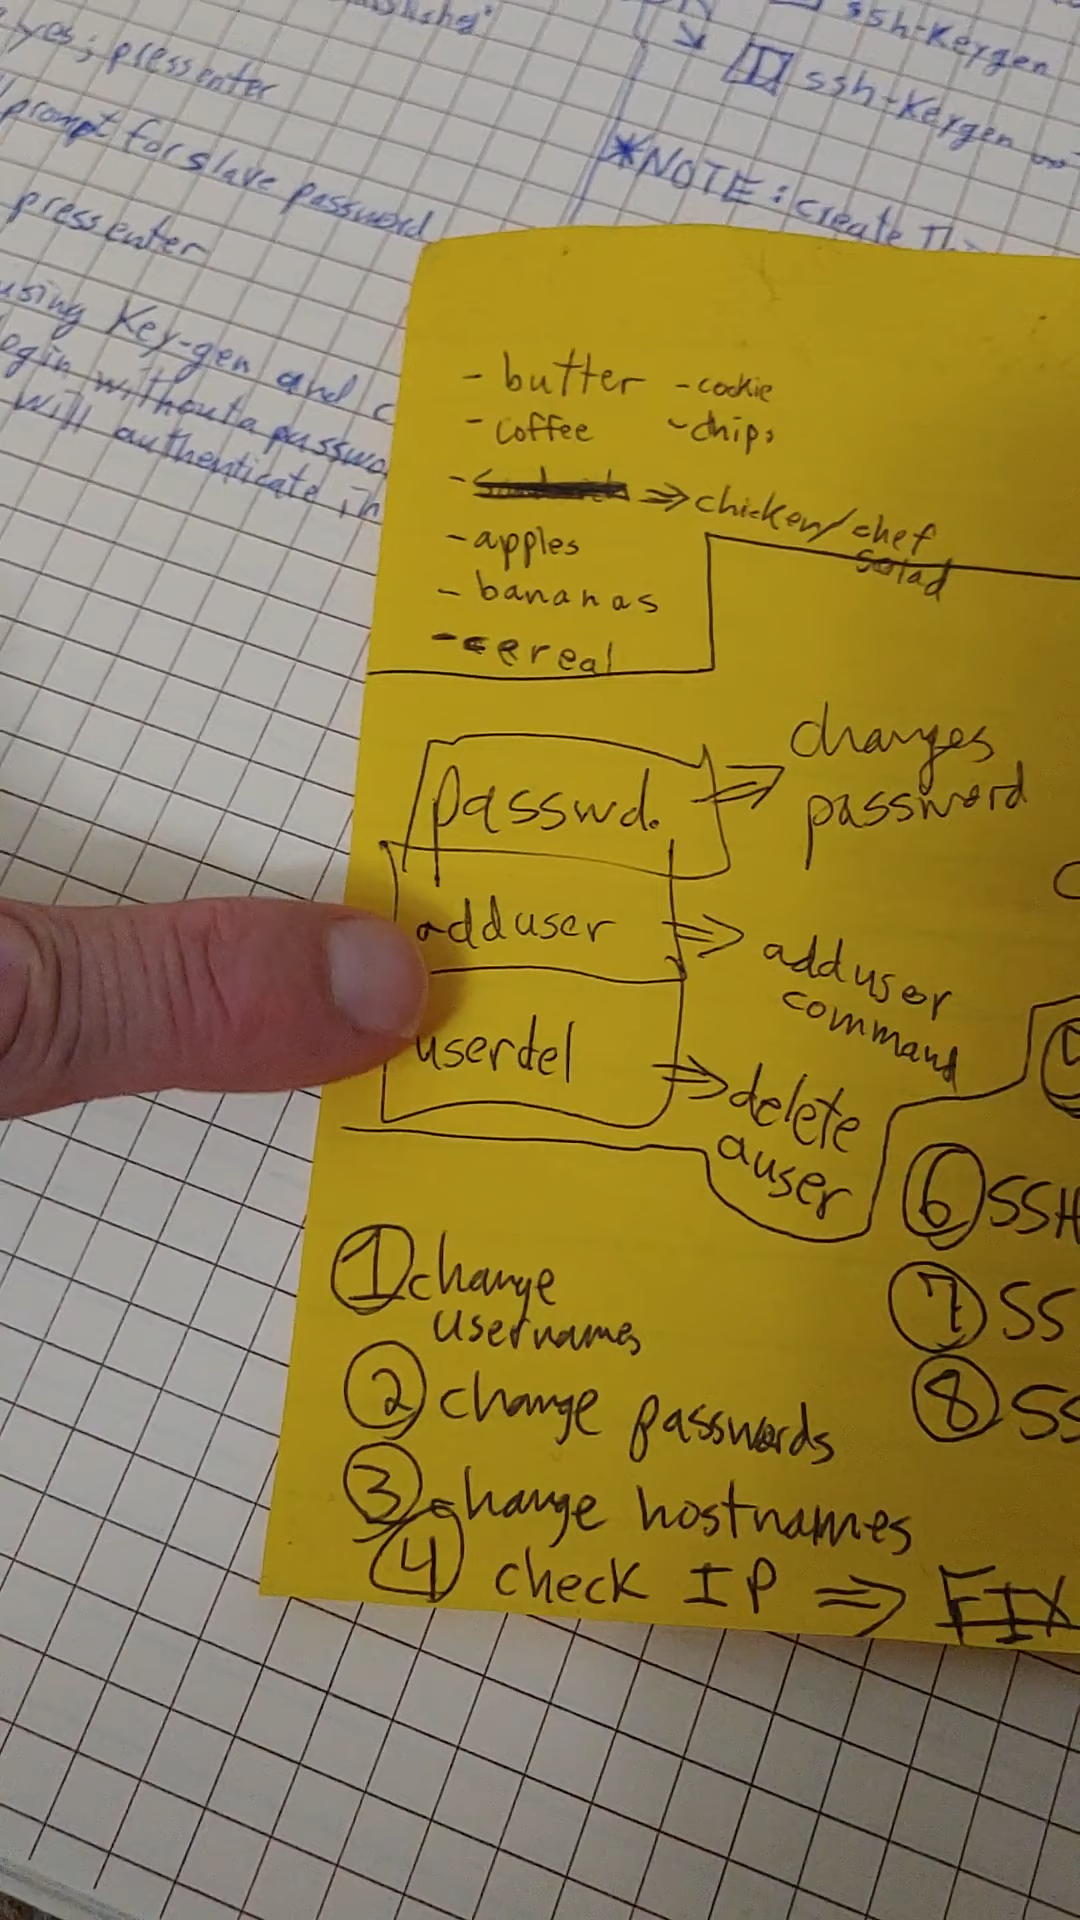 yes; press enter
prompt for slave password
press enter
using Key-gen and
login without a
will authenticate in
ssh-Keygen
II ssh-Keygen
*NOTE: create
- butter - cookie
- coffee - chips
- ⇒ chicken/chef
salad
- apples
- bananas
- cereal
passwd. ⇒ changes
password
adduser ⇒ adduser
command
userdel ⇒ delete
a user
① change
usernames
② change passwords
③ change hostnames
④ check IP ⇒ FIX
⑥ SSH
⑦ SS
⑧ SS